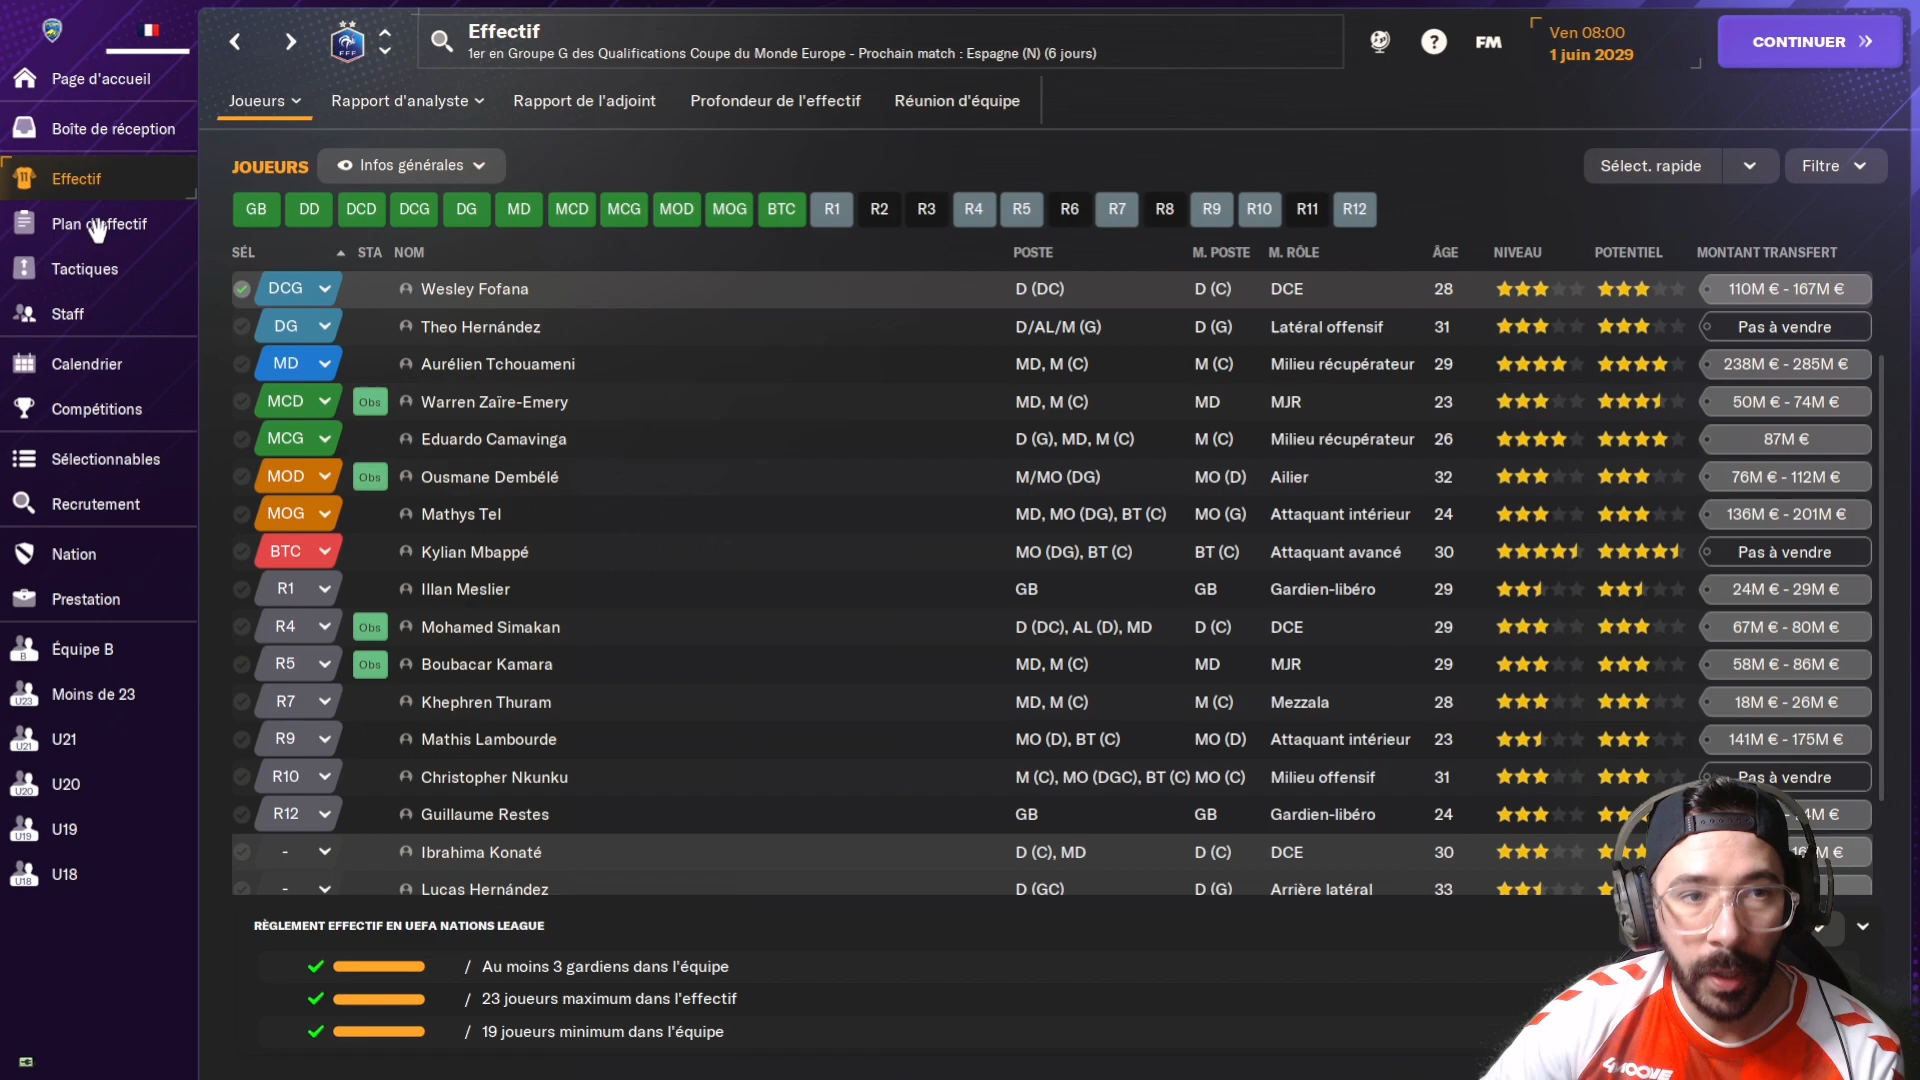 Effectif
1er en Groupe G des Qualifications Coupe du Monde Europe - Prochain match : Espagne (N) (6 jours)
FFF
?
FM
Ven 08:00
1 juin 2029
CONTINUER
Page d'accueil
Boîte de réception
Effectif
Plan d'effectif
Tactiques
Staff
Calendrier
Compétitions
Sélectionnables
Recrutement
Nation
Prestation
B Équipe B
U23 Moins de 23
U21 U21
U20 U20
U19 U19
U18 U18
Joueurs Rapport d'analyste Rapport de l'adjoint Profondeur de l'effectif Réunion d'équipe
JOUEURS Infos générales Sélect. rapide Filtre
GB DD DCD DCG DG MD MCD MCG MOD MOG BTC R1 R2 R3 R4 R5 R6 R7 R8 R9 R10 R11 R12
SÉL STA NOM POSTE M. POSTE M. RÔLE ÂGE NIVEAU POTENTIEL MONTANT TRANSFERT
DCG Wesley Fofana D (DC) D (C) DCE 28 110M € - 167M €
DG Theo Hernández D/AL/M (G) D (G) Latéral offensif 31 Pas à vendre
MD Aurélien Tchouameni MD, M (C) M (C) Milieu récupérateur 29 238M € - 285M €
MCD Obs Warren Zaïre-Emery MD, M (C) MD MJR 23 50M € - 74M €
MCG Eduardo Camavinga D (G), MD, M (C) M (C) Milieu récupérateur 26 87M €
MOD Obs Ousmane Dembélé M/MO (DG) MO (D) Ailier 32 76M € - 112M €
MOG Mathys Tel MD, MO (DG), BT (C) MO (G) Attaquant intérieur 24 136M € - 201M €
BTC Kylian Mbappé MO (DG), BT (C) BT (C) Attaquant avancé 30 Pas à vendre
R1 Illan Meslier GB GB Gardien-libéro 29 24M € - 29M €
R4 Obs Mohamed Simakan D (DC), AL (D), MD D (C) DCE 29 67M € - 80M €
R5 Obs Boubacar Kamara MD, M (C) MD MJR 29 58M € - 86M €
R7 Khephren Thuram MD, M (C) M (C) Mezzala 28 18M € - 26M €
R9 Mathis Lambourde MO (D), BT (C) MO (D) Attaquant intérieur 23 141M € - 175M €
R10 Christopher Nkunku M (C), MO (DGC), BT (C) MO (C) Milieu offensif 31 Pas à vendre
R12 Guillaume Restes GB GB Gardien-libéro 24 M €
- Ibrahima Konaté D (C), MD D (C) DCE 30 M €
- Lucas Hernández D (GC) D (G) Arrière latéral 33
RÈGLEMENT EFFECTIF EN UEFA NATIONS LEAGUE
/ Au moins 3 gardiens dans l'équipe
/ 23 joueurs maximum dans l'effectif
/ 19 joueurs minimum dans l'équipe
4MOOVE